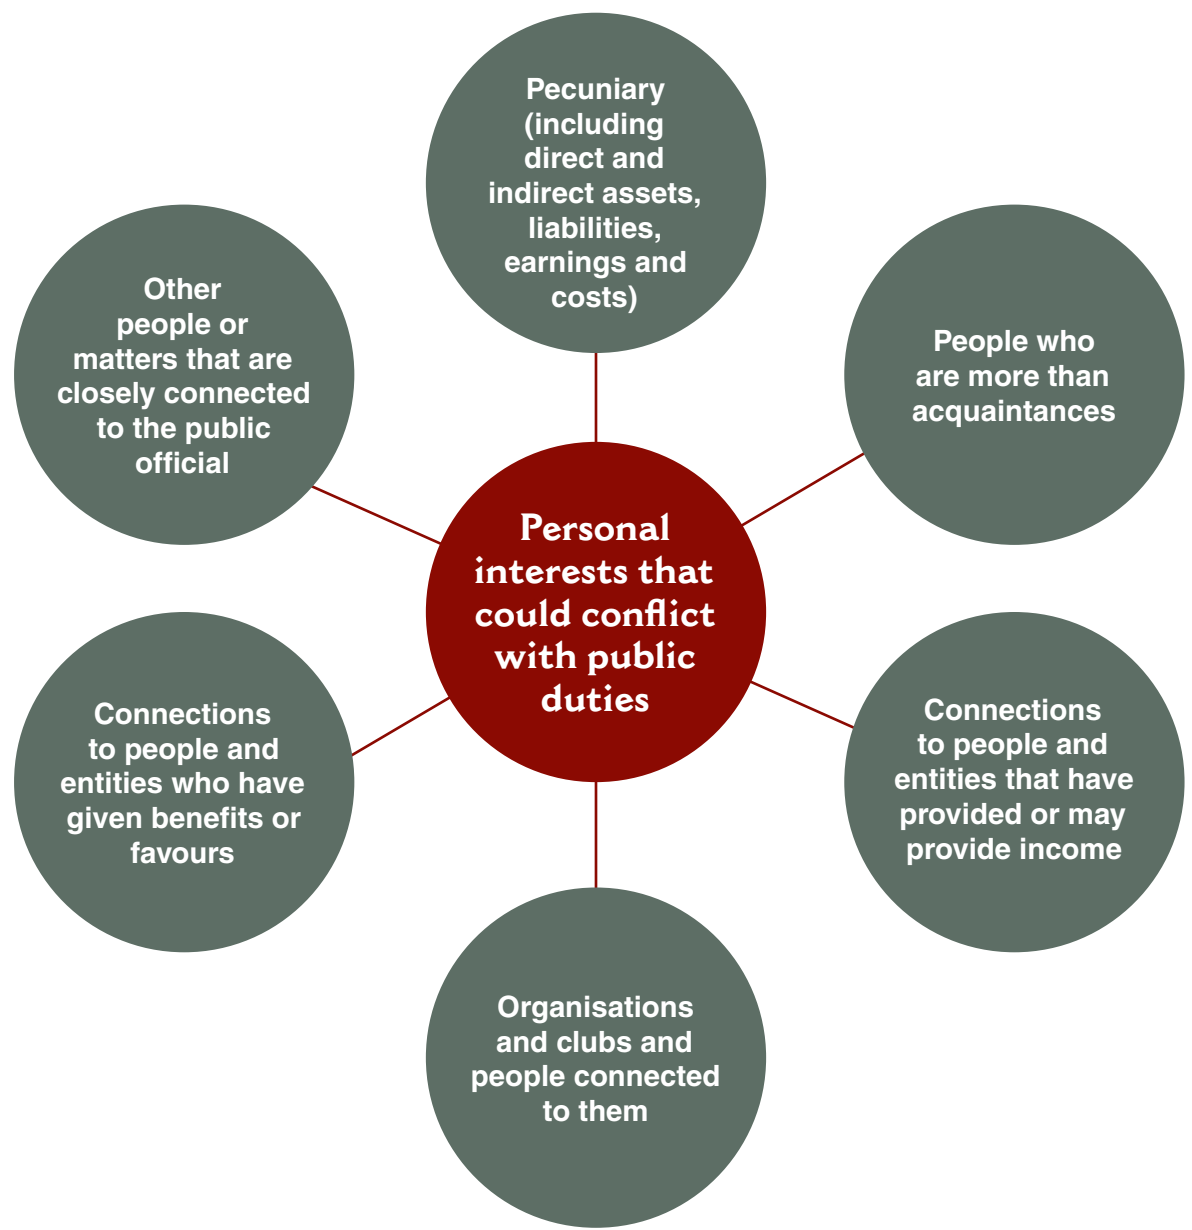 Pecuniary
(including
direct and
indirect assets,
liabilities,
earnings and
costs)
People who
are more than
acquaintances
Connections
to people and
entities that have
provided or may
provide income
Organisations
and clubs and
people connected
to them
Connections
to people and
entities who have
given benefits or
favours
Other
people or
matters that are
closely connected
to the public
official
Personal
interests that
could conflict
with public
duties